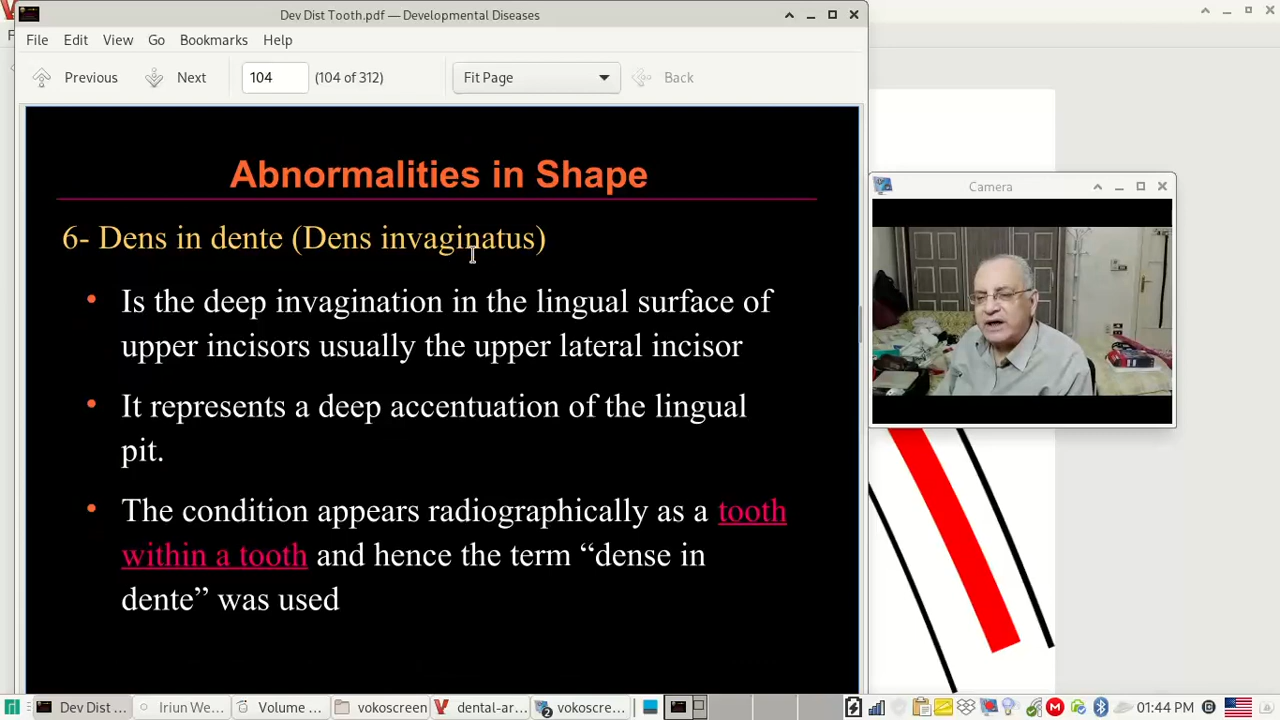 Dev Dist Tooth.pdf — Developmental Diseases
File Edit View Go Bookmarks Help
Previous Next 104 (104 of 312) Fit Page Back
Abnormalities in Shape
6- Dens in dente (Dens invaginatus)
• Is the deep invagination in the lingual surface of
upper incisors usually the upper lateral incisor
• It represents a deep accentuation of the lingual
pit.
• The condition appears radiographically as a tooth
within a tooth and hence the term “dense in
dente” was used
Camera
Dev Dist ... Iriun We... Volume ... vokoscreen dental-ar... vokoscre... 01:44 PM